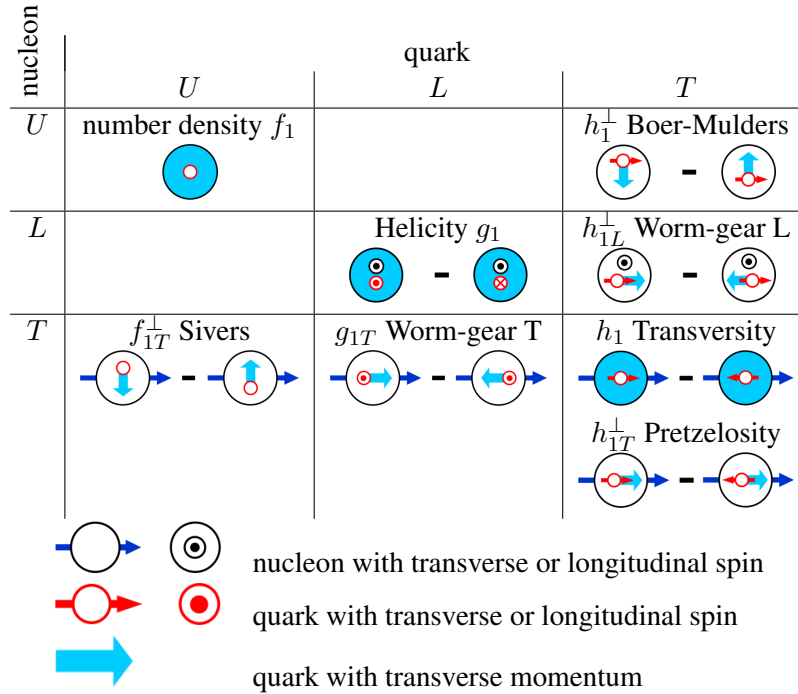 nucleon
quark
U L T
U number density f₁ h₁^⊥ Boer-Mulders
L Helicity g₁ h₁L^⊥ Worm-gear L
T f₁T^⊥ Sivers g₁T Worm-gear T h₁ Transversity
h₁T^⊥ Pretzelosity
nucleon with transverse or longitudinal spin
quark with transverse or longitudinal spin
quark with transverse momentum